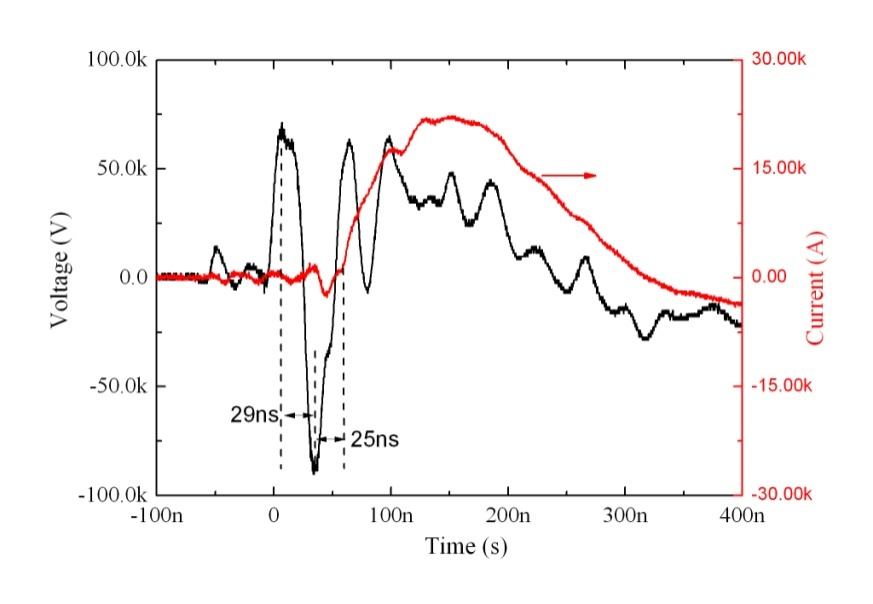 100.0k
50.0k
0.0
-50.0k
-100.0k
Voltage (V)
30.00k
15.00k
0.00
-15.00k
-30.00k
Current (A)
29ns
25ns
-100n 0 100n 200n 300n 400n
Time (s)